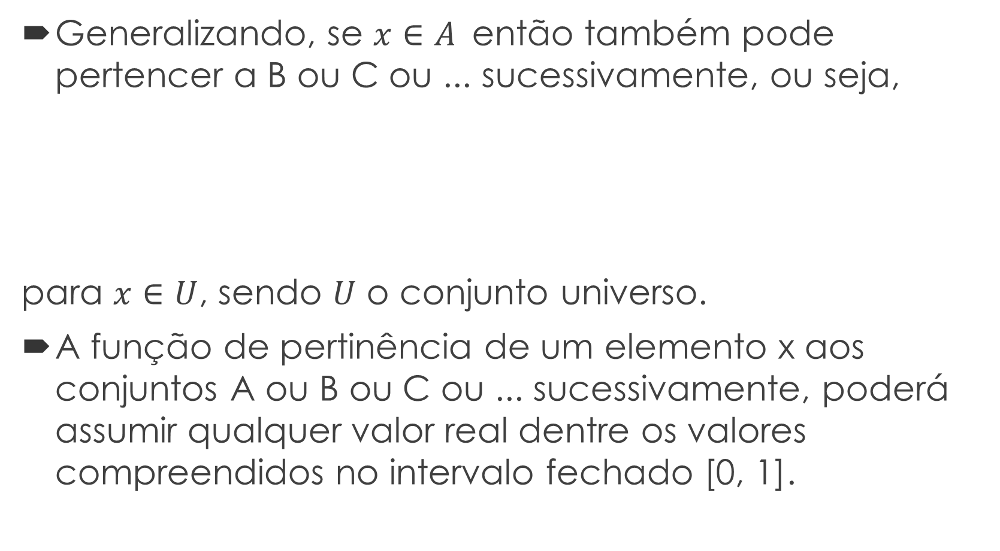 Generalizando, se 𝑥 ∈ 𝐴 então também pode
pertencer a B ou C ou ... sucessivamente, ou seja,
para 𝑥 ∈ 𝑈, sendo 𝑈 o conjunto universo.
A função de pertinência de um elemento x aos
conjuntos A ou B ou C ou ... sucessivamente, poderá
assumir qualquer valor real dentre os valores
compreendidos no intervalo fechado [0, 1].